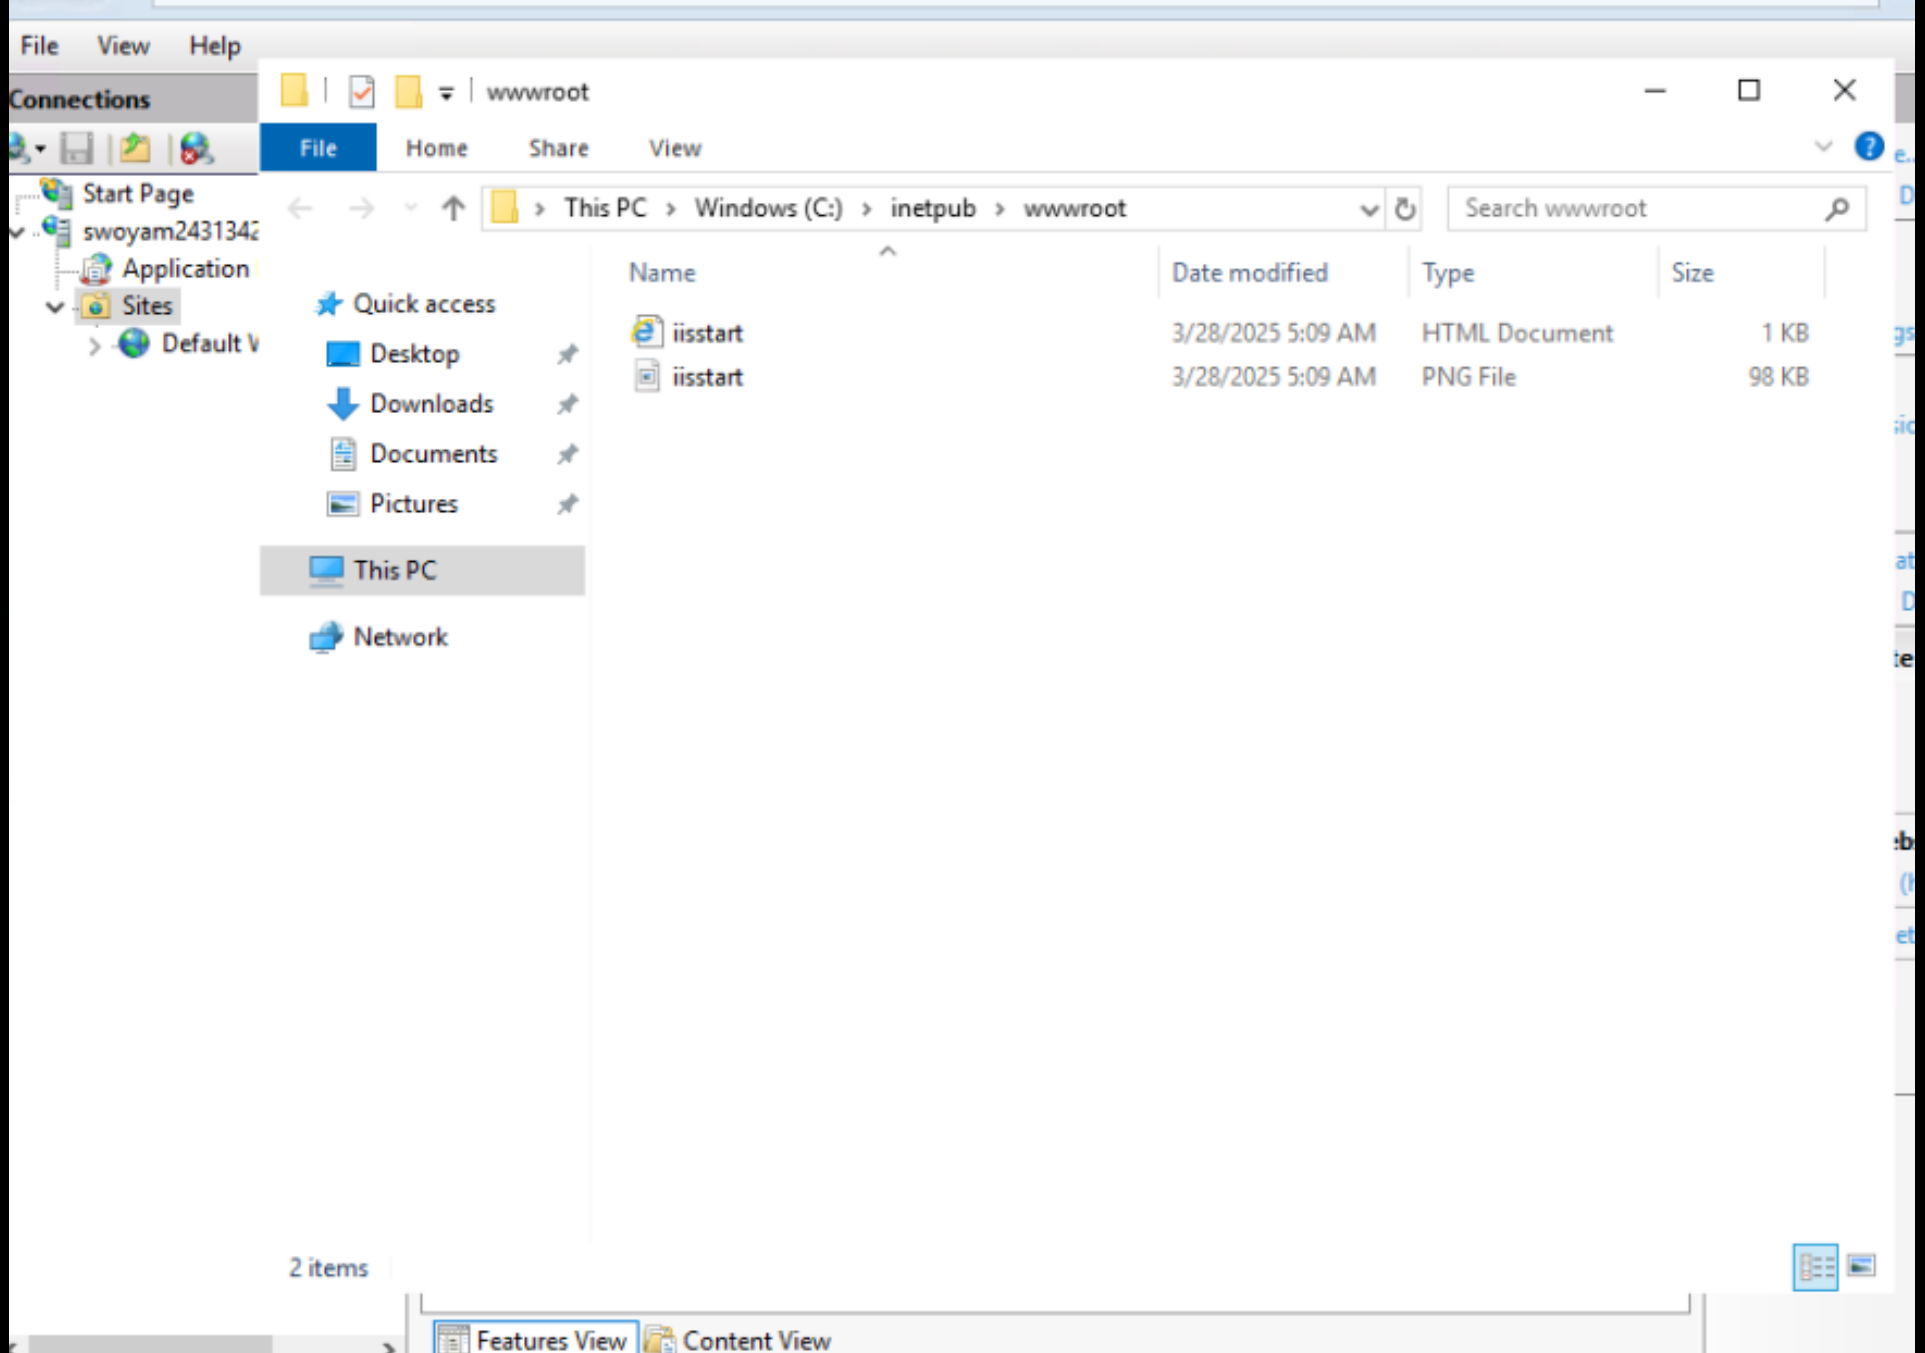 File View Help
Connections
wwwroot
File Home Share View
Start Page
This PC Windows (C:) inetpub wwwroot
Search wwwroot
swoyam2431342
Application
Sites
Default
Name Date modified Type Size
Quick access
iisstart 3/28/2025 5:09 AM HTML Document 1 KB
Desktop
iisstart 3/28/2025 5:09 AM PNG File 98 KB
Downloads
Documents
Pictures
This PC
Network
2 items
Features View Content View